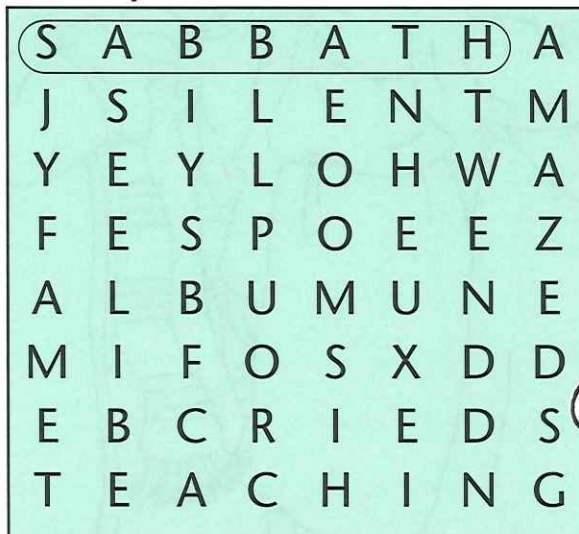 S A B B A T H A
J S I L E N T M
Y E Y L O H W A
F E S P O E E Z
A L B U M U N E
M I F O S X D D
E B C R I E D S
T E A C H I N G